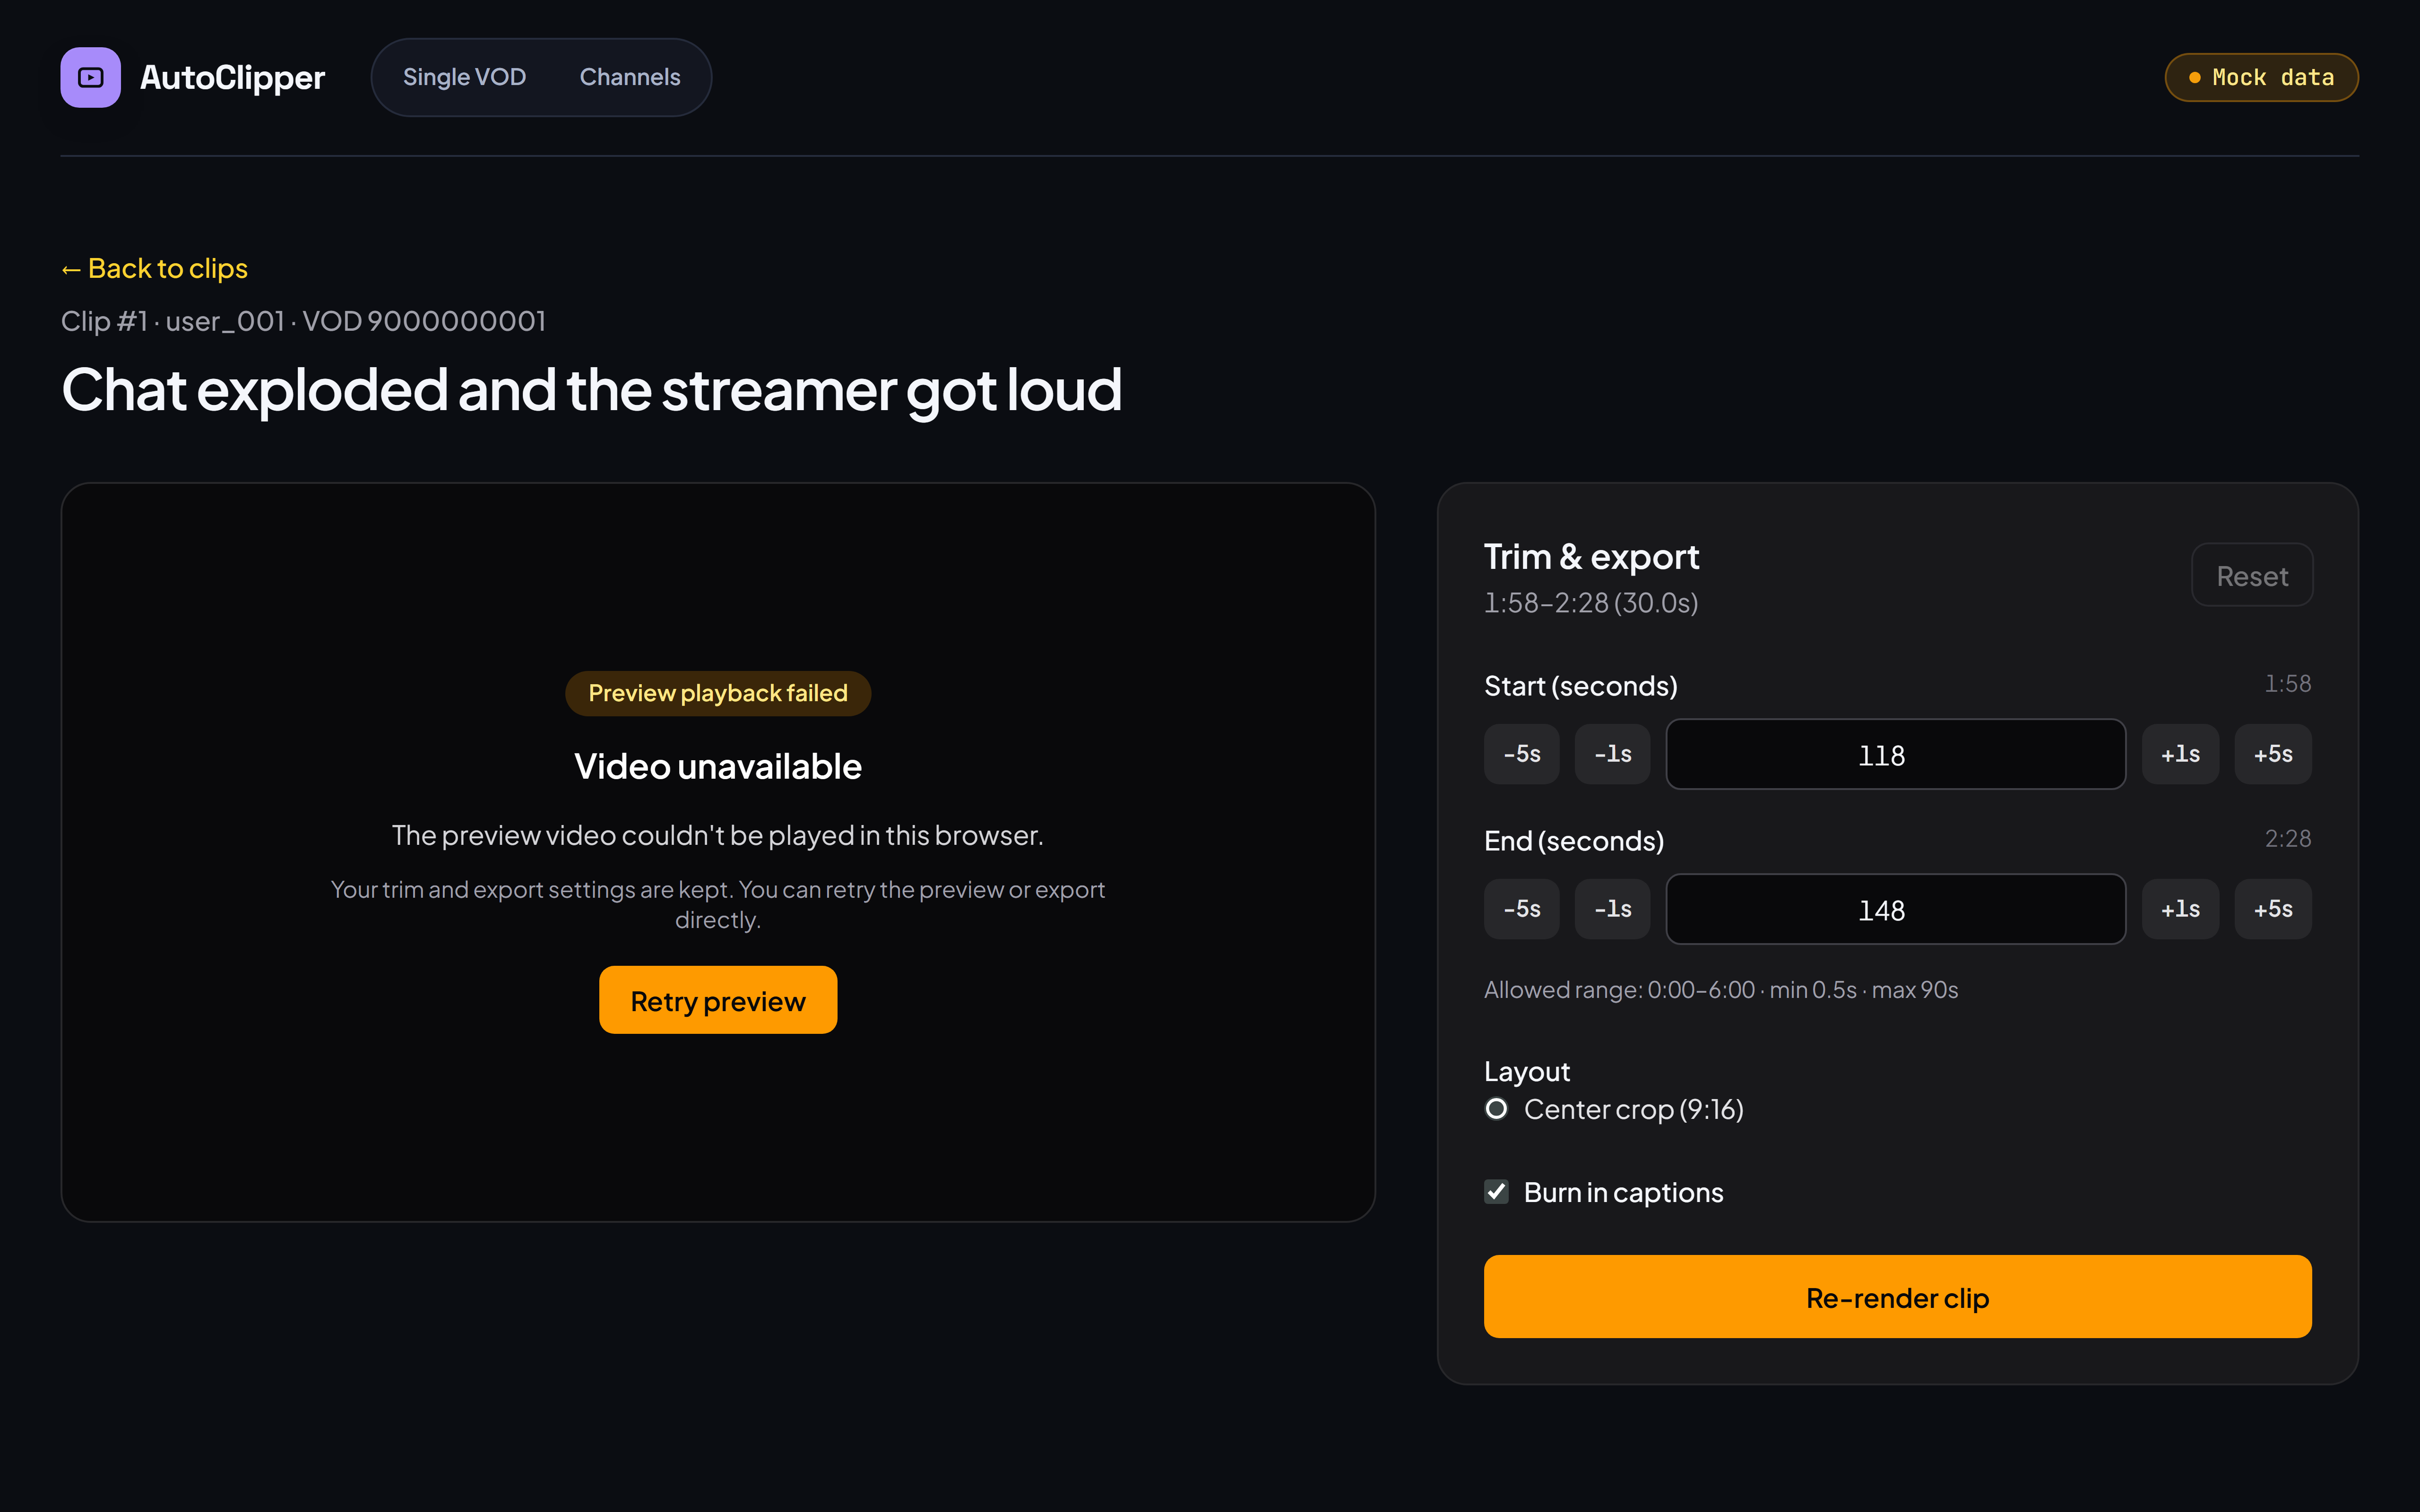 AutoClipper
Single VOD
Channels
Mock data
← Back to clips
Clip #1 · user_001 · VOD 9000000001
Chat exploded and the streamer got loud
Preview playback failed
Video unavailable
The preview video couldn't be played in this browser.
Your trim and export settings are kept. You can retry the preview or export
directly.
Retry preview
Trim & export
1:58–2:28 (30.0s)
Reset
Start (seconds)
1:58
-5s
-1s
118
+1s
+5s
End (seconds)
2:28
-5s
-1s
148
+1s
+5s
Allowed range: 0:00–6:00 · min 0.5s · max 90s
Layout
Center crop (9:16)
Burn in captions
Re-render clip